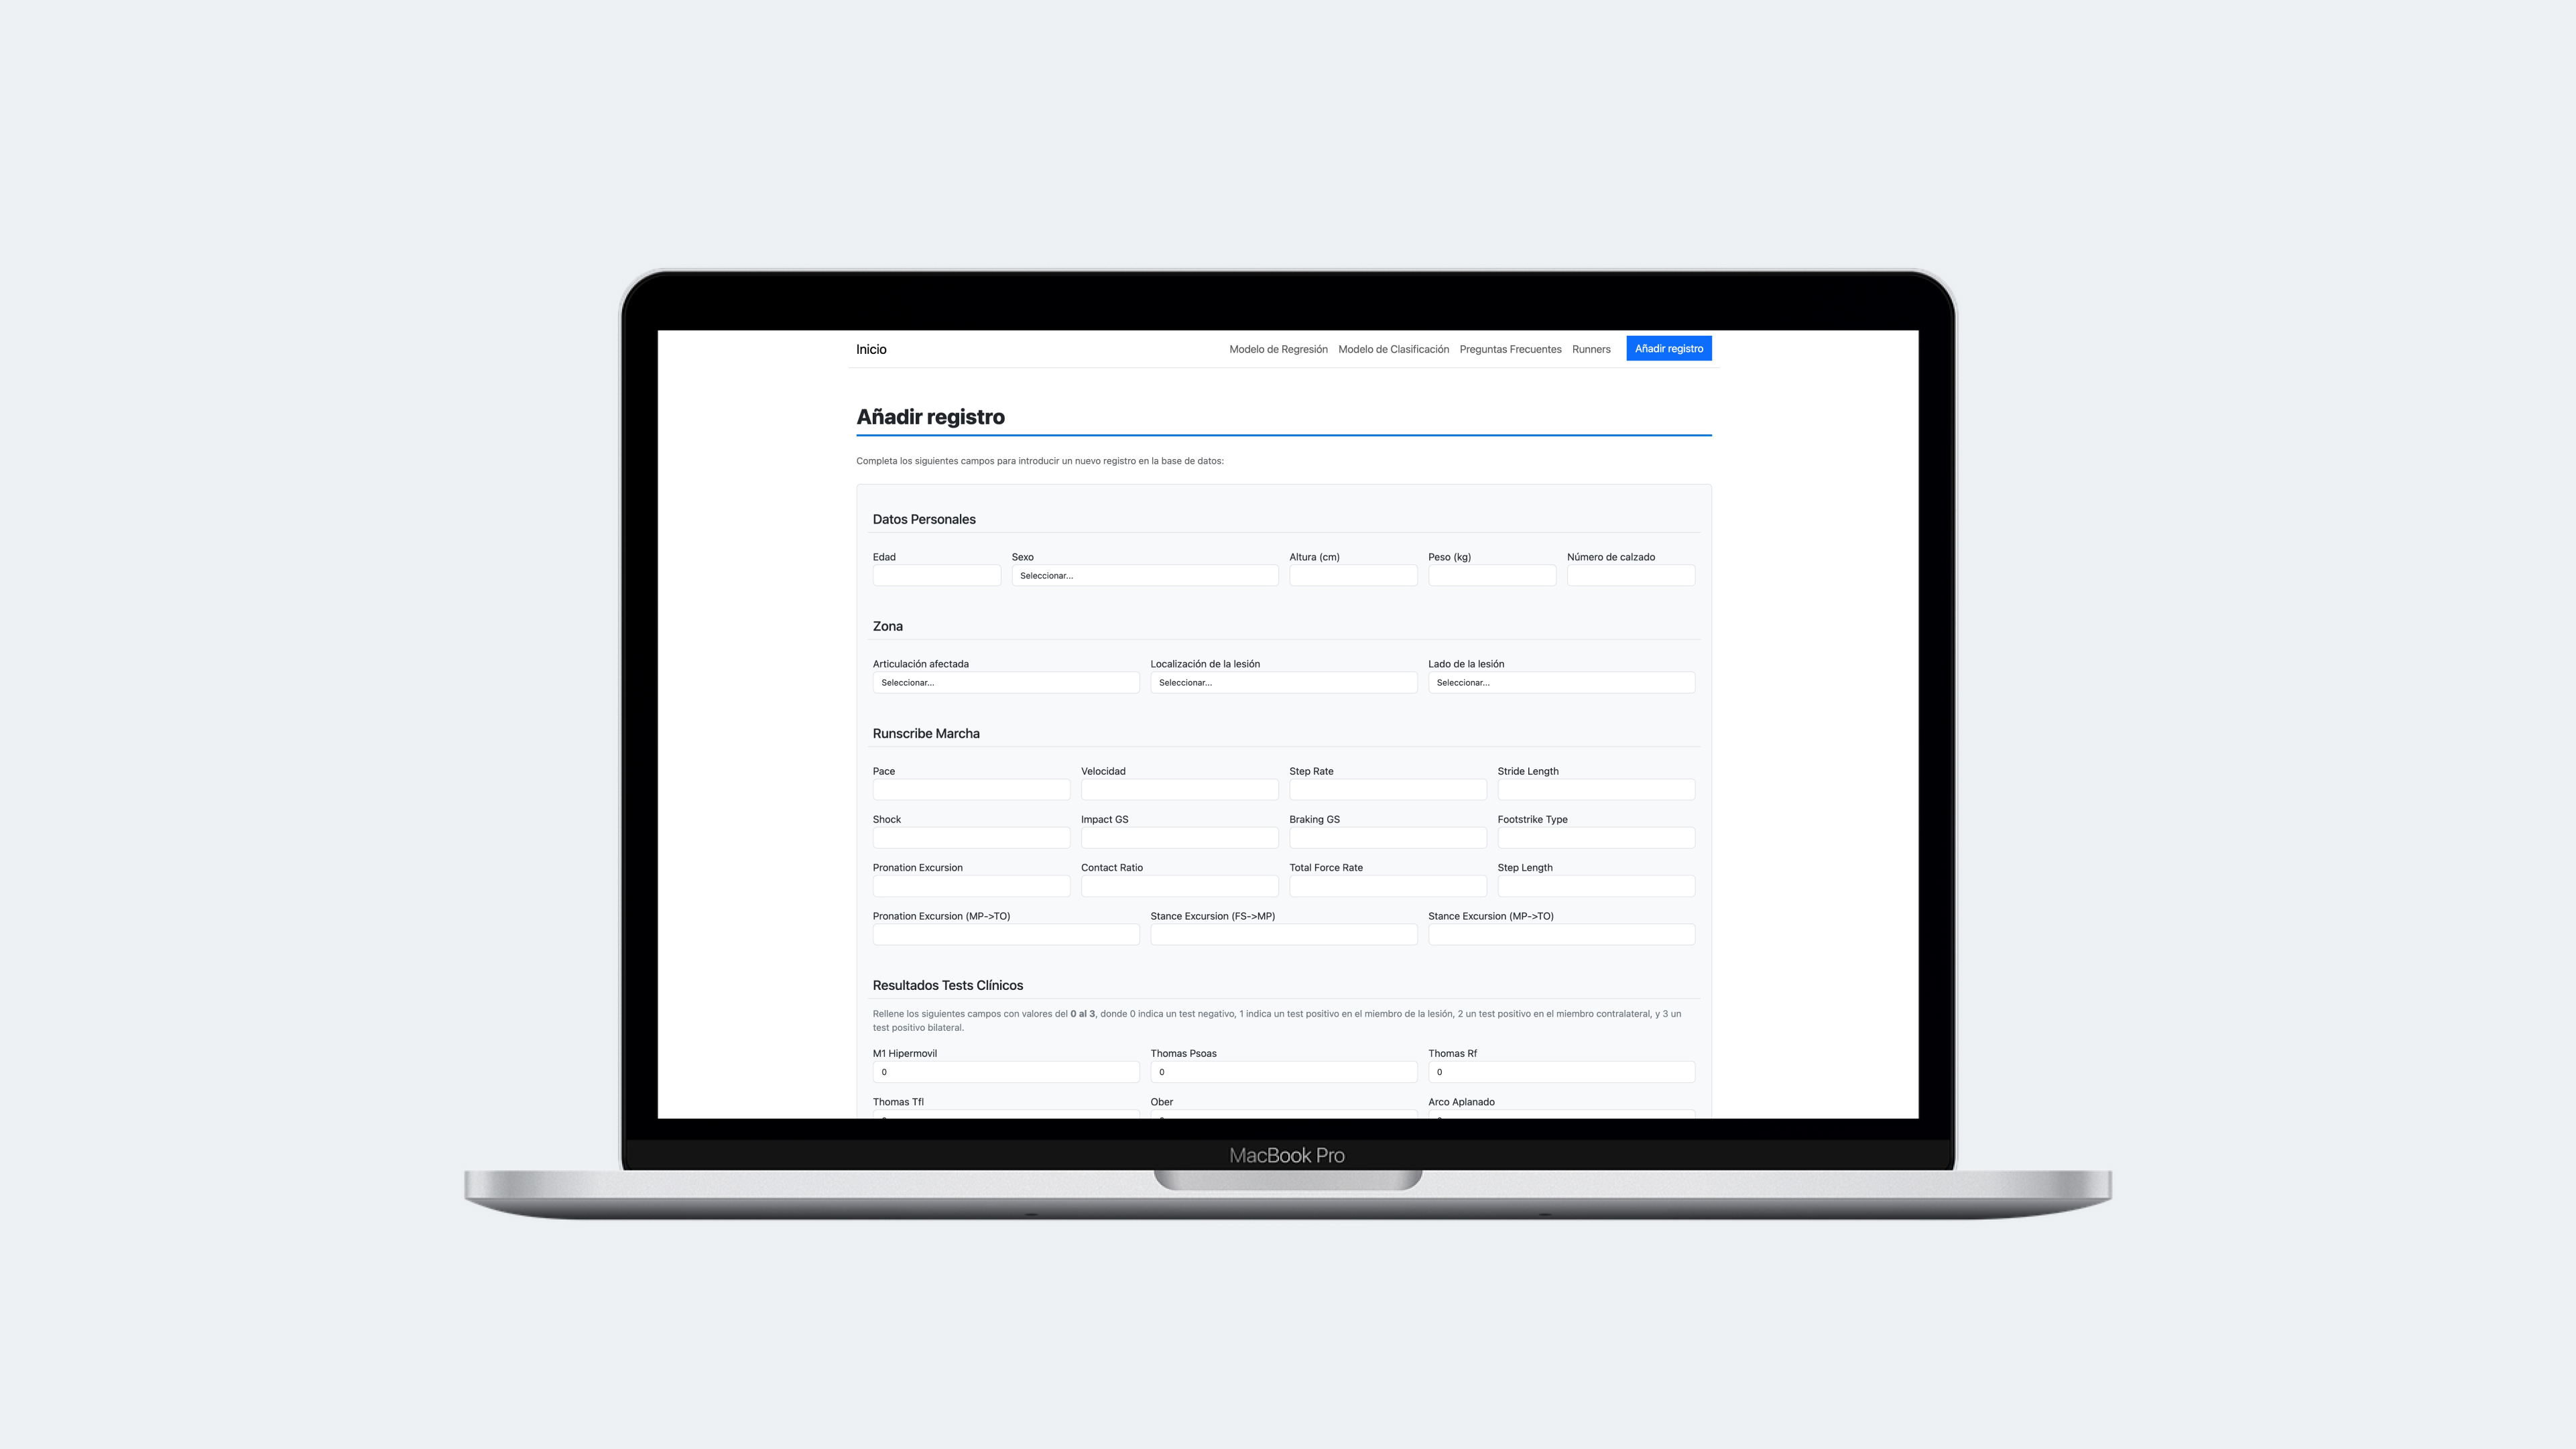 Inicio
Modelo de Regresión Modelo de Clasificación Preguntas Frecuentes Runners Añadir registro
Añadir registro
Completa los siguientes campos para introducir un nuevo registro en la base de datos:
Datos Personales
Edad Sexo Altura (cm) Peso (kg) Número de calzado
Seleccionar...
Zona
Articulación afectada Localización de la lesión Lado de la lesión
Seleccionar... Seleccionar... Seleccionar...
Runscribe Marcha
Pace Velocidad Step Rate Stride Length
Shock Impact GS Braking GS Footstrike Type
Pronation Excursion Contact Ratio Total Force Rate Step Length
Pronation Excursion (MP->TO) Stance Excursion (FS->MP) Stance Excursion (MP->TO)
Resultados Tests Clínicos
Rellene los siguientes campos con valores del 0 al 3, donde 0 indica un test negativo, 1 indica un test positivo en el miembro de la lesión, 2 un test positivo en el miembro contralateral, y 3 un
test positivo bilateral.
M1 Hipermovil Thomas Psoas Thomas Rf
0 0 0
Thomas Tfl Ober Arco Aplanado
MacBook Pro